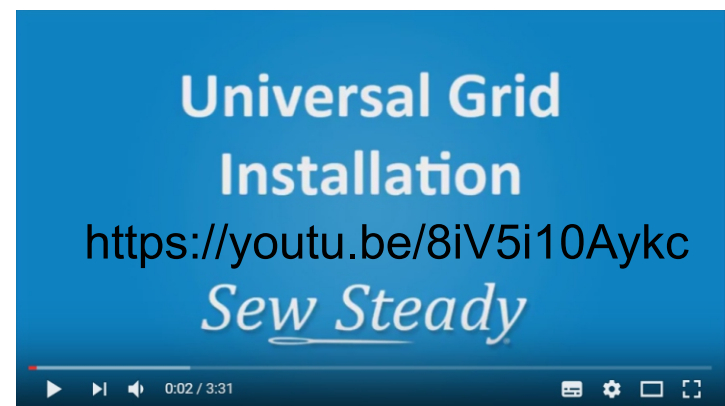 Universal Grid
Installation
https://youtu.be/8iV5i10Aykc
Sew Steady
0:02 / 3:31